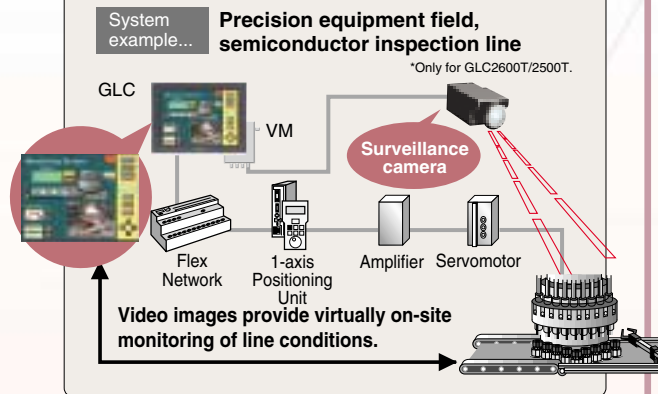 System
example...
Precision equipment field,
semiconductor inspection line
*Only for GLC2600T/2500T.
GLC
VM
Surveillance
camera
Flex
Network
1-axis
Positioning
Unit
Amplifier
Servomotor
Video images provide virtually on-site
monitoring of line conditions.